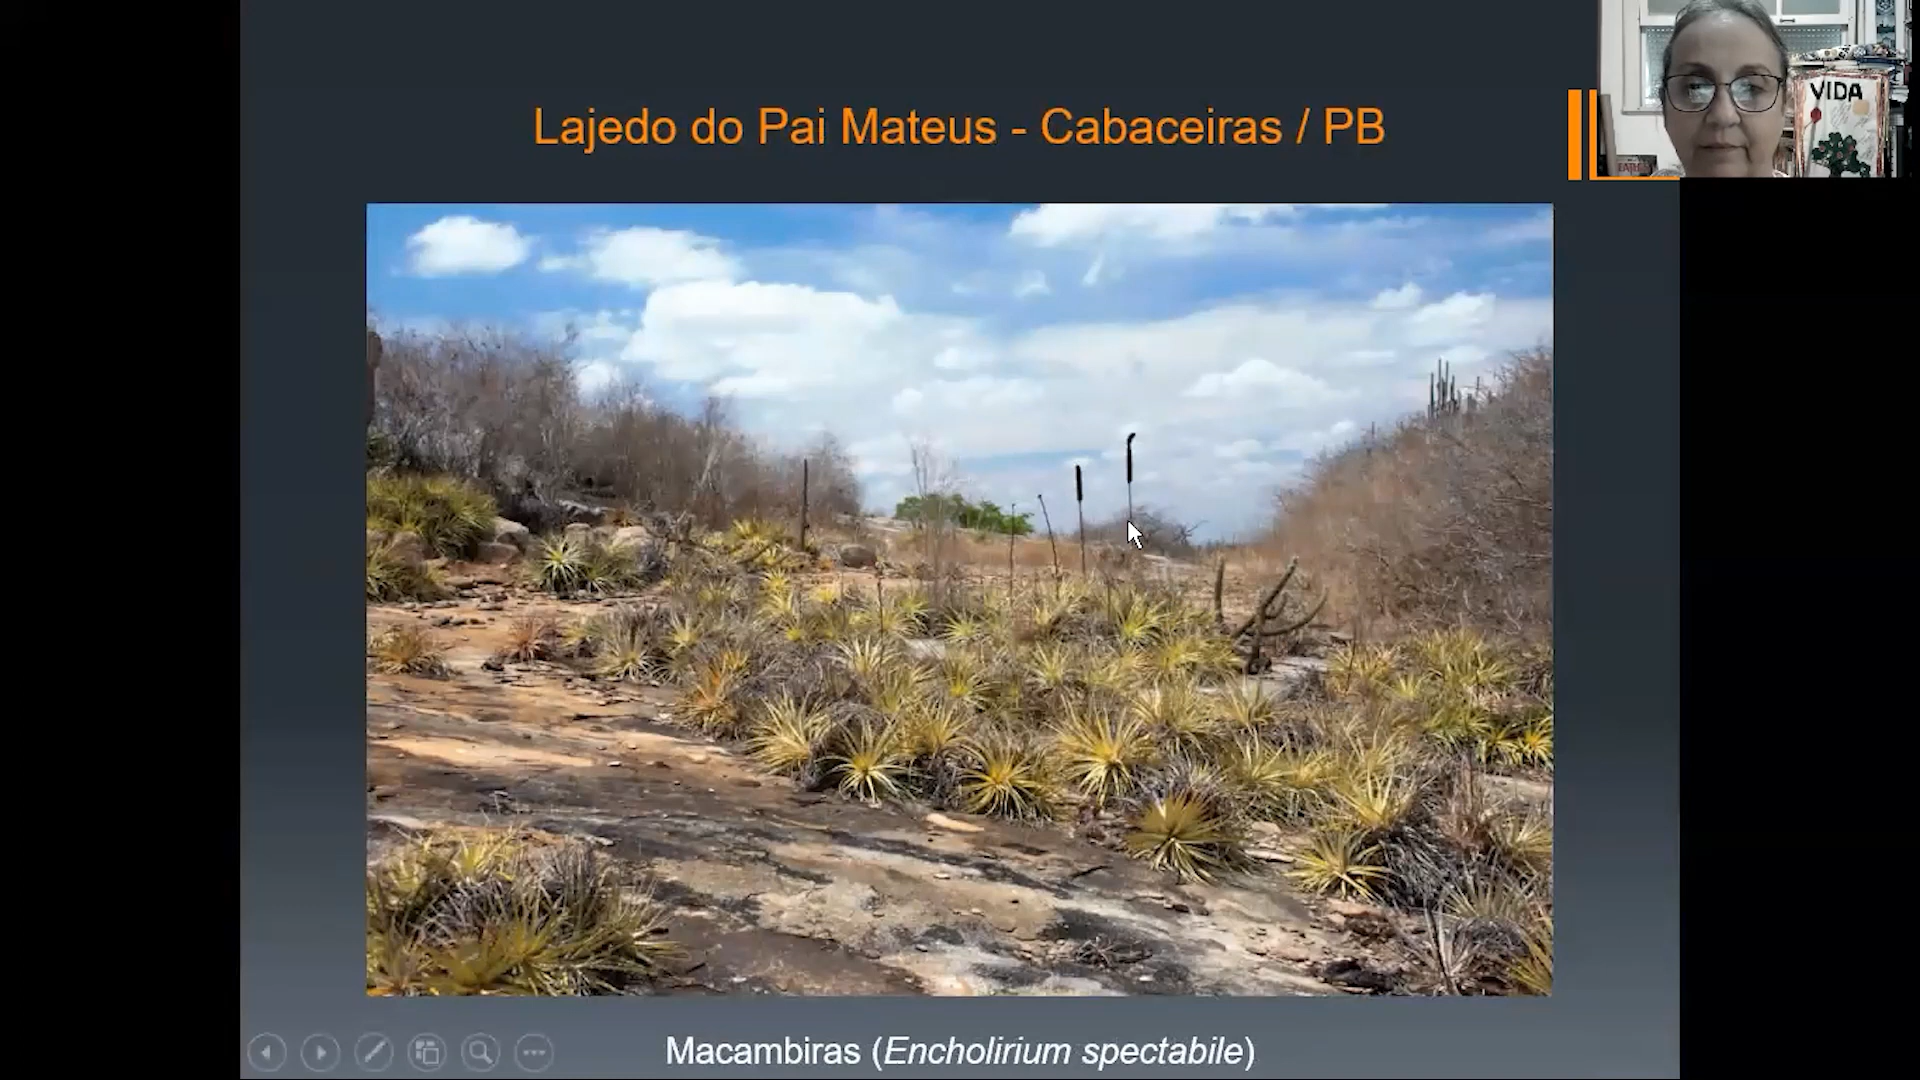 Lajedo do Pai Mateus - Cabaceiras / PB
VIDA
Macambiras (Encholirium spectabile)